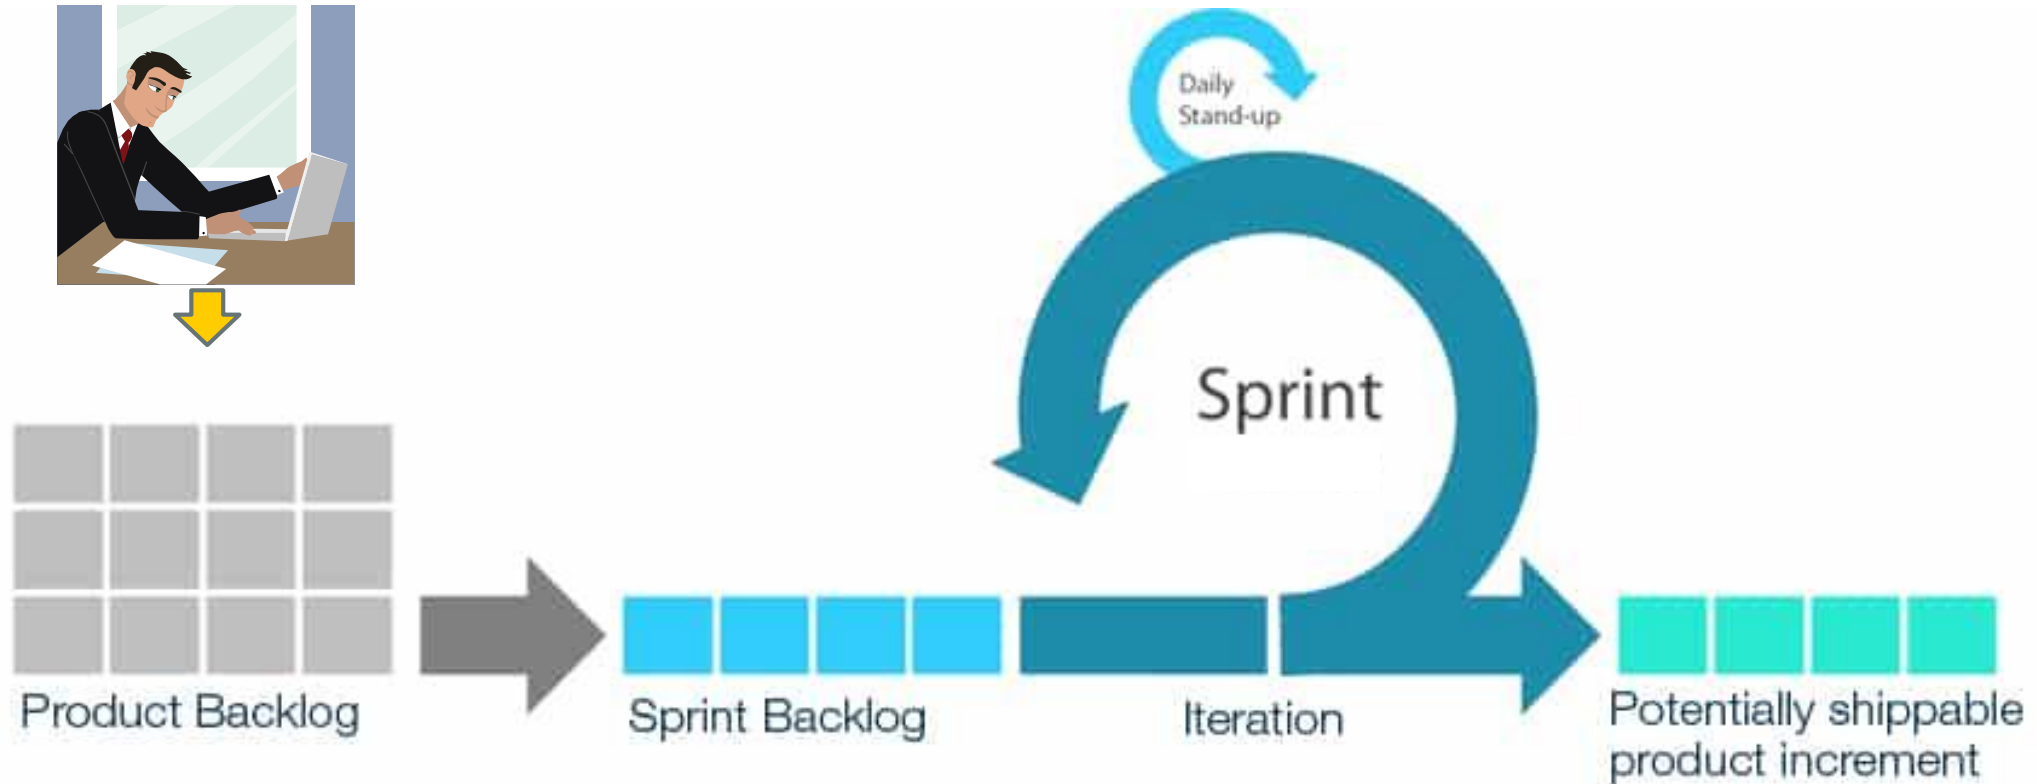 Daily
Stand-up
Sprint
Product Backlog
Sprint Backlog
Iteration
Potentially shippable
product increment